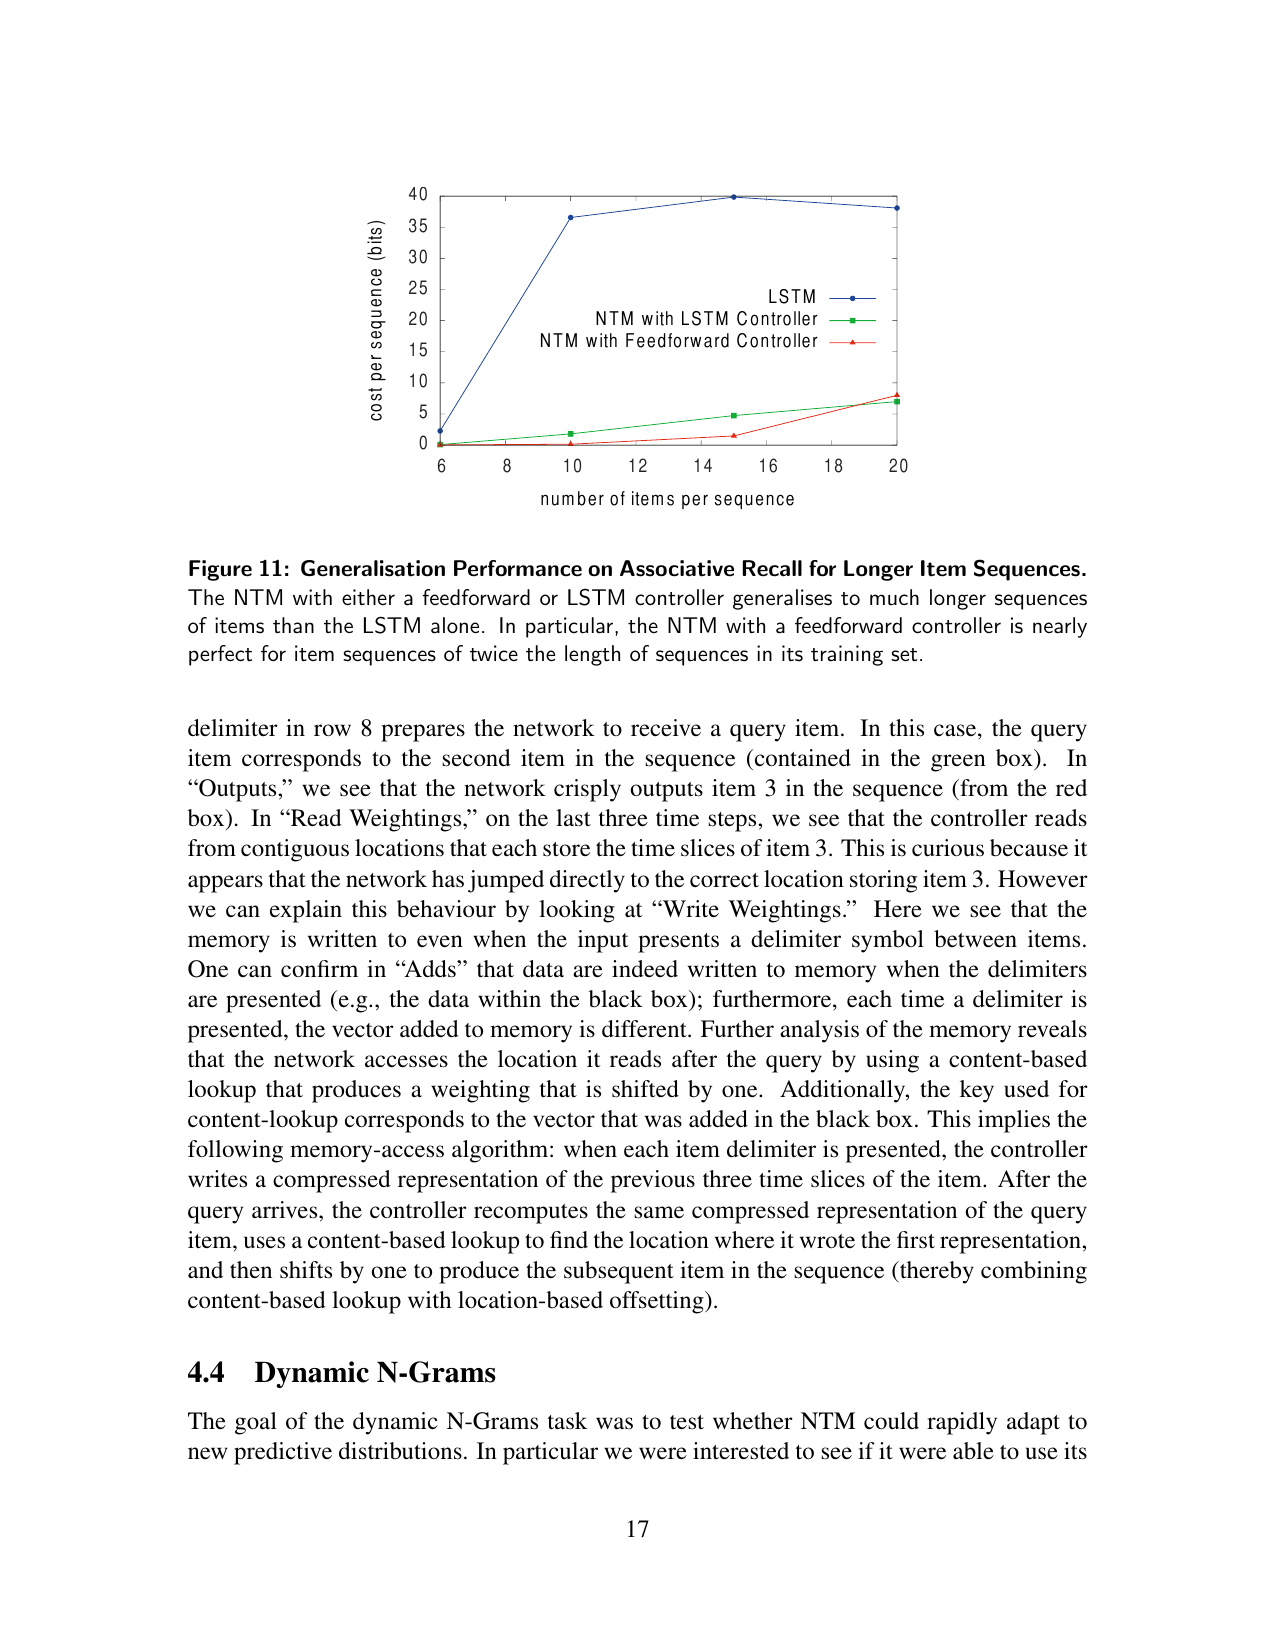 40
35
30
25
20
15
10
5
0
cost per sequence (bits)
LSTM
NTM with LSTM Controller
NTM with Feedforward Controller
6 8 10 12 14 16 18 20
number of items per sequence
Figure 11: Generalisation Performance on Associative Recall for Longer Item Sequences.
The NTM with either a feedforward or LSTM controller generalises to much longer sequences
of items than the LSTM alone. In particular, the NTM with a feedforward controller is nearly
perfect for item sequences of twice the length of sequences in its training set.
delimiter in row 8 prepares the network to receive a query item. In this case, the query
item corresponds to the second item in the sequence (contained in the green box). In
“Outputs,” we see that the network crisply outputs item 3 in the sequence (from the red
box). In “Read Weightings,” on the last three time steps, we see that the controller reads
from contiguous locations that each store the time slices of item 3. This is curious because it
appears that the network has jumped directly to the correct location storing item 3. However
we can explain this behaviour by looking at “Write Weightings.” Here we see that the
memory is written to even when the input presents a delimiter symbol between items.
One can confirm in “Adds” that data are indeed written to memory when the delimiters
are presented (e.g., the data within the black box); furthermore, each time a delimiter is
presented, the vector added to memory is different. Further analysis of the memory reveals
that the network accesses the location it reads after the query by using a content-based
lookup that produces a weighting that is shifted by one. Additionally, the key used for
content-lookup corresponds to the vector that was added in the black box. This implies the
following memory-access algorithm: when each item delimiter is presented, the controller
writes a compressed representation of the previous three time slices of the item. After the
query arrives, the controller recomputes the same compressed representation of the query
item, uses a content-based lookup to find the location where it wrote the first representation,
and then shifts by one to produce the subsequent item in the sequence (thereby combining
content-based lookup with location-based offsetting).
4.4 Dynamic N-Grams
The goal of the dynamic N-Grams task was to test whether NTM could rapidly adapt to
new predictive distributions. In particular we were interested to see if it were able to use its
17